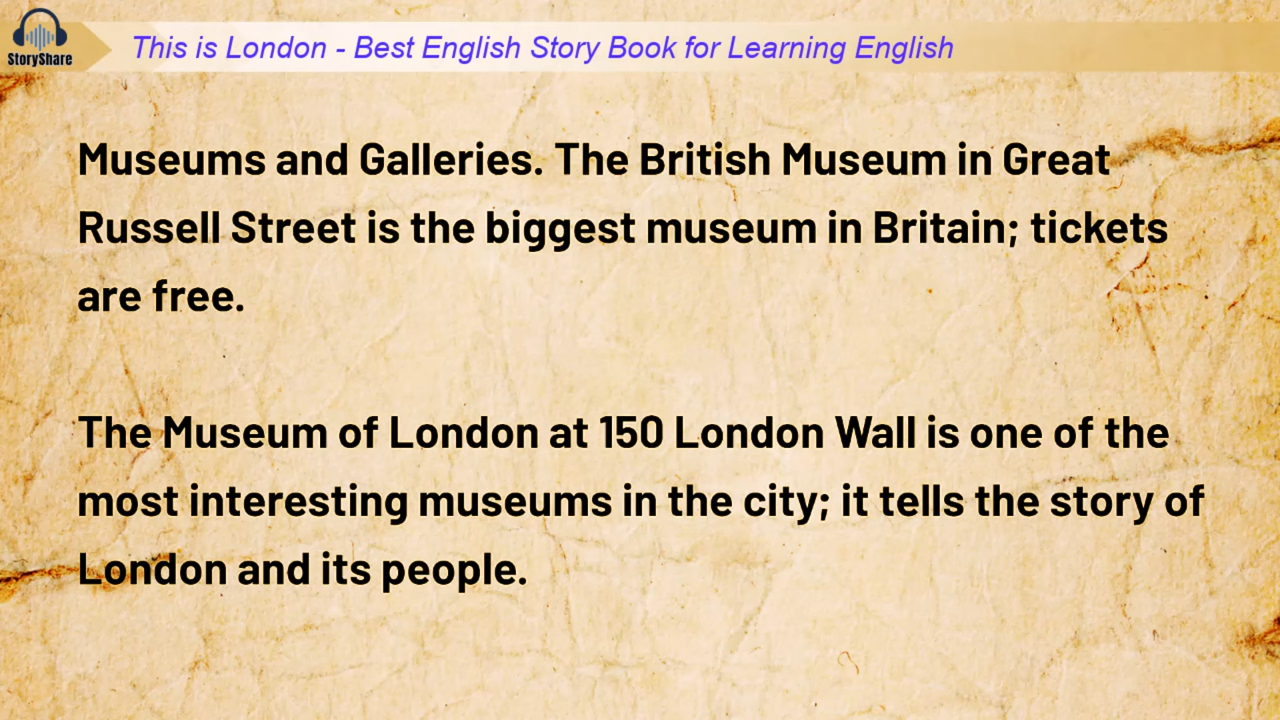 StoryShare
This is London - Best English Story Book for Learning English
Museums and Galleries. The British Museum in Great
Russell Street is the biggest museum in Britain; tickets
are free.
The Museum of London at 150 London Wall is one of the
most interesting museums in the city; it tells the story of
London and its people.